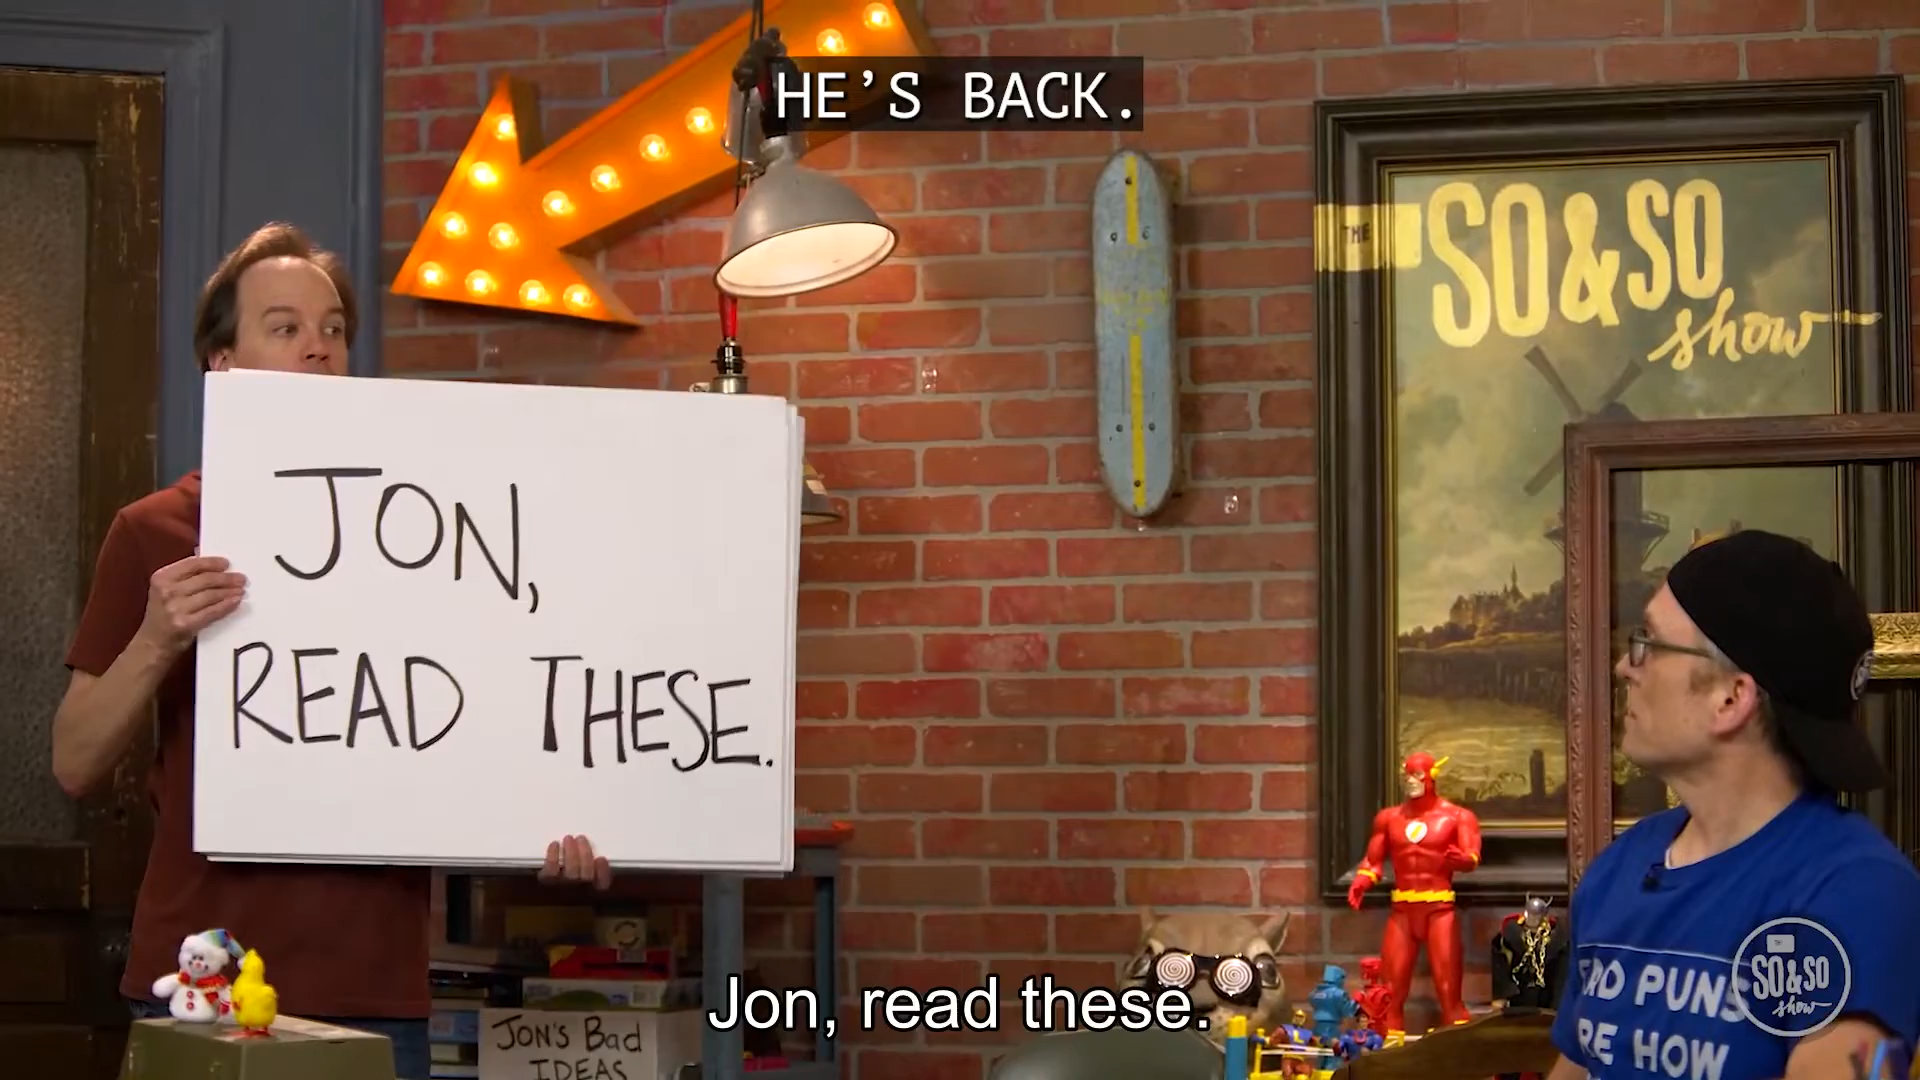 HE'S BACK.
THE
SO&SO
show
JON,
READ THESE.
Jon, read these.
JON'S Bad
IDEAS
PUNS
RE HOW
SO&SO
show